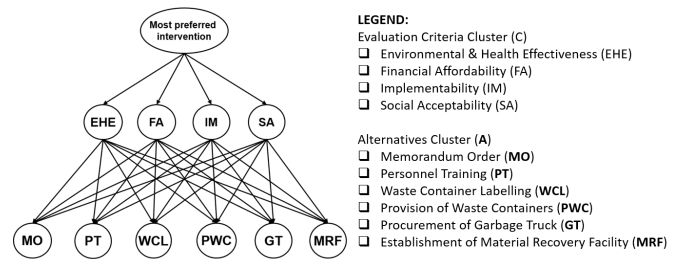 Most preferred
intervention
EHE
FA
IM
SA
MO
PT
WCL
PWC
GT
MRF
LEGEND:
Evaluation Criteria Cluster (C)
❑ Environmental & Health Effectiveness (EHE)
❑ Financial Affordability (FA)
❑ Implementability (IM)
❑ Social Acceptability (SA)
Alternatives Cluster (A)
❑ Memorandum Order (MO)
❑ Personnel Training (PT)
❑ Waste Container Labelling (WCL)
❑ Provision of Waste Containers (PWC)
❑ Procurement of Garbage Truck (GT)
❑ Establishment of Material Recovery Facility (MRF)